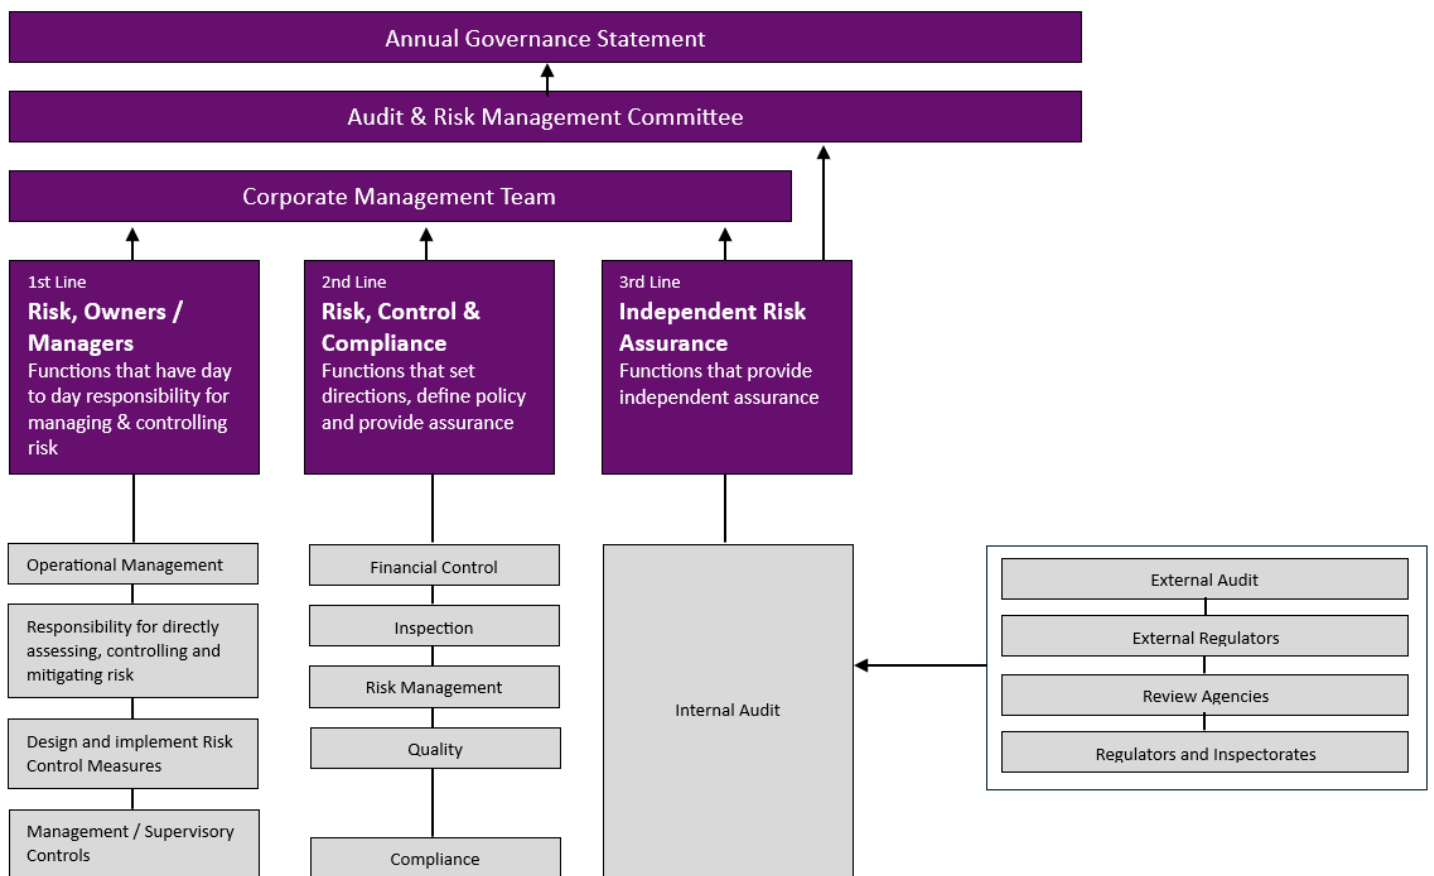 Annual Governance Statement
Audit & Risk Management Committee
Corporate Management Team
1st Line
Risk, Owners /
Managers
Functions that have day
to day responsibility for
managing & controlling
risk
2nd Line
Risk, Control &
Compliance
Functions that set
directions, define policy
and provide assurance
3rd Line
Independent Risk
Assurance
Functions that provide
independent assurance
Operational Management
Responsibility for directly
assessing, controlling and
mitigating risk
Design and implement Risk
Control Measures
Management / Supervisory
Controls
Financial Control
Inspection
Risk Management
Quality
Compliance
Internal Audit
External Audit
External Regulators
Review Agencies
Regulators and Inspectorates